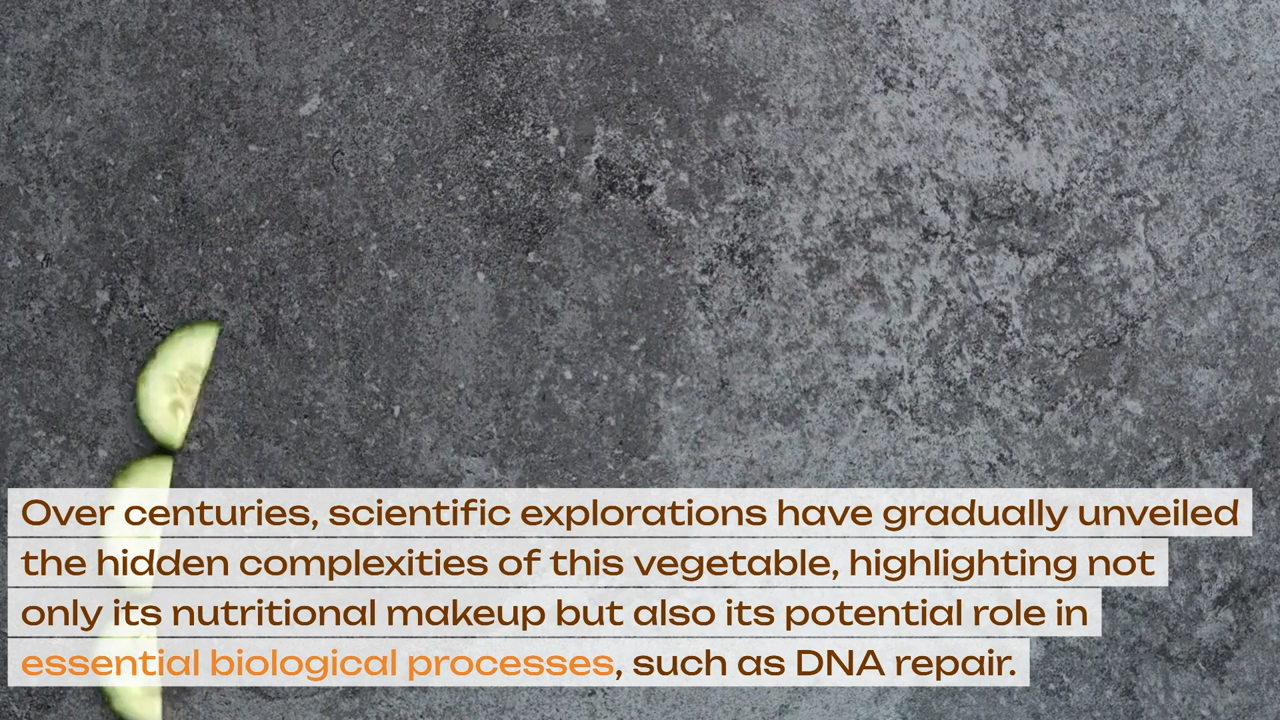 Over centuries, scientific explorations have gradually unveiled
the hidden complexities of this vegetable, highlighting not
only its nutritional makeup but also its potential role in
essential biological processes, such as DNA repair.